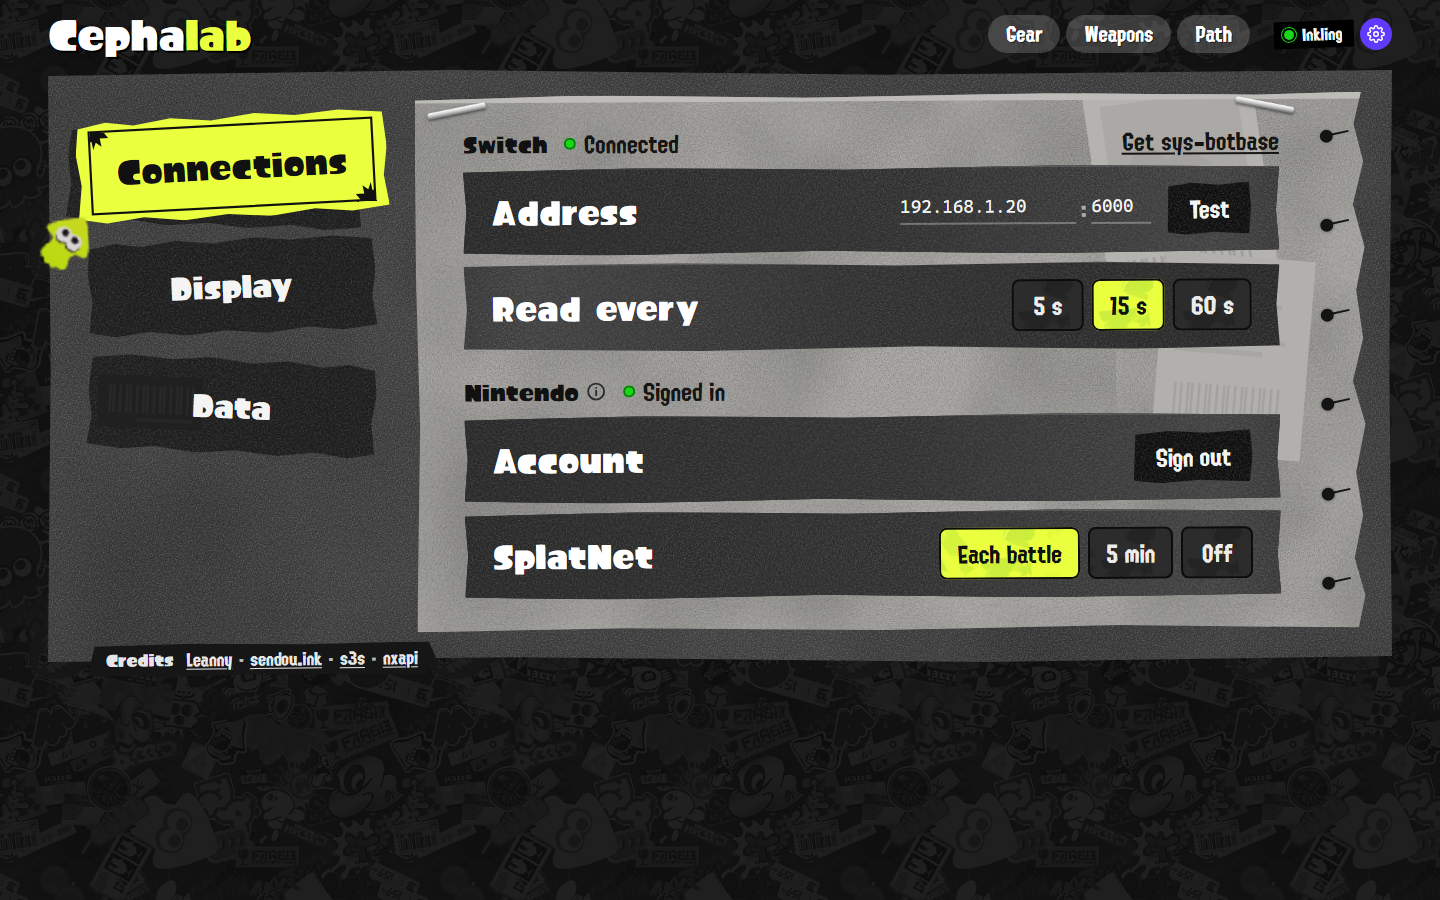 Cephalab
Gear
Weapons
Path
Inkling
Connections
Display
Data
Switch
Connected
Get sys-botbase
Address
192.168.1.20 : 6000
Test
Read every
5 s
15 s
60 s
Nintendo
Signed in
Account
Sign out
SplatNet
Each battle
5 min
Off
Credits Leanny - sendou.ink - s3s - nxapi